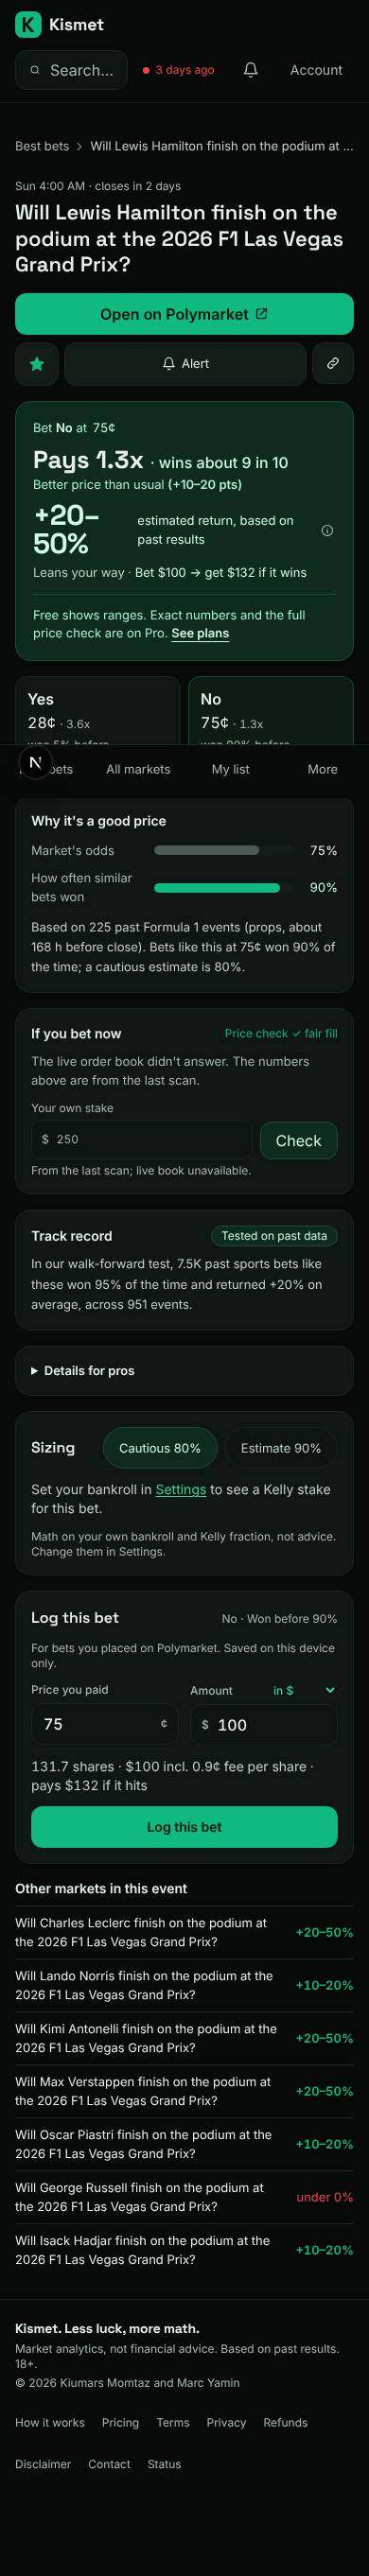 Kismet
Search...
3 days ago
Account
Best bets > Will Lewis Hamilton finish on the podium at ...
Sun 4:00 AM · closes in 2 days
Will Lewis Hamilton finish on the
podium at the 2026 F1 Las Vegas
Grand Prix?
Open on Polymarket
Alert
Bet No at 75¢
Pays 1.3x · wins about 9 in 10
Better price than usual (+10–20 pts)
+20–
50%
estimated return, based on
past results
Leans your way · Bet $100 → get $132 if it wins
Free shows ranges. Exact numbers and the full
price check are on Pro. See plans
Yes
28¢ · 3.6x
No
75¢ · 1.3x
N
bets
All markets
My list
More
Why it's a good price
Market's odds
75%
How often similar
bets won
90%
Based on 225 past Formula 1 events (props, about
168 h before close). Bets like this at 75¢ won 90% of
the time; a cautious estimate is 80%.
If you bet now
Price check ✓ fair fill
The live order book didn't answer. The numbers
above are from the last scan.
Your own stake
$ 250
Check
From the last scan; live book unavailable.
Track record
Tested on past data
In our walk-forward test, 7.5K past sports bets like
these won 95% of the time and returned +20% on
average, across 951 events.
▶ Details for pros
Sizing
Cautious 80%
Estimate 90%
Set your bankroll in Settings to see a Kelly stake
for this bet.
Math on your own bankroll and Kelly fraction, not advice.
Change them in Settings.
Log this bet
No · Won before 90%
For bets you placed on Polymarket. Saved on this device
only.
Price you paid
Amount
in $
75 ¢
$ 100
131.7 shares · $100 incl. 0.9¢ fee per share ·
pays $132 if it hits
Log this bet
Other markets in this event
Will Charles Leclerc finish on the podium at
the 2026 F1 Las Vegas Grand Prix?
+20–50%
Will Lando Norris finish on the podium at the
2026 F1 Las Vegas Grand Prix?
+10–20%
Will Kimi Antonelli finish on the podium at the
2026 F1 Las Vegas Grand Prix?
+20–50%
Will Max Verstappen finish on the podium at
the 2026 F1 Las Vegas Grand Prix?
+20–50%
Will Oscar Piastri finish on the podium at the
2026 F1 Las Vegas Grand Prix?
+10–20%
Will George Russell finish on the podium at
the 2026 F1 Las Vegas Grand Prix?
under 0%
Will Isack Hadjar finish on the podium at the
2026 F1 Las Vegas Grand Prix?
+10–20%
Kismet. Less luck, more math.
Market analytics, not financial advice. Based on past results.
18+.
© 2026 Kiumars Momtaz and Marc Yamin
How it works
Pricing
Terms
Privacy
Refunds
Disclaimer
Contact
Status